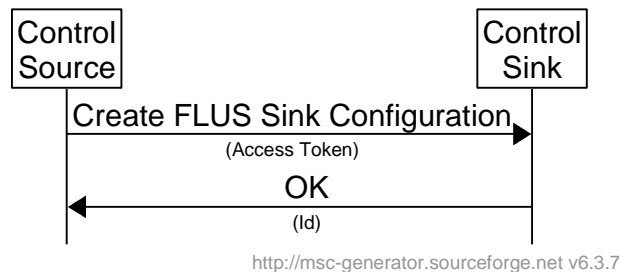 Control
Source
Control
Sink
Create FLUS Sink Configuration
(Access Token)
OK
(Id)
http://msc-generator.sourceforge.net v6.3.7